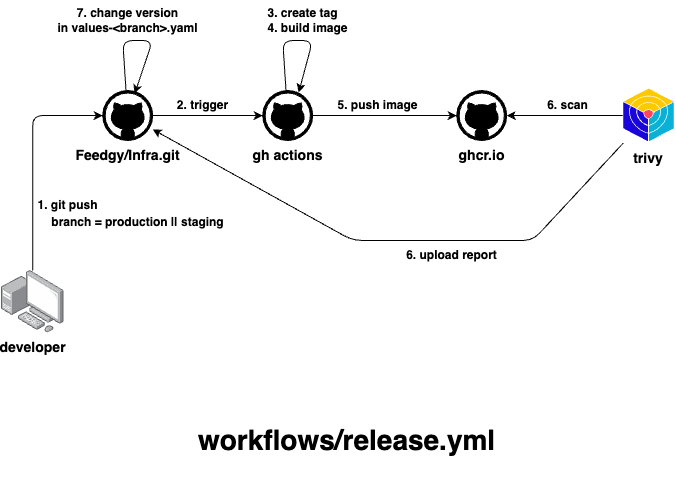 7. change version
in values-<branch>.yaml
3. create tag
4. build image
2. trigger
5. push image
6. scan
Feedgy/Infra.git
gh actions
ghcr.io
trivy
1. git push
branch = production || staging
6. upload report
developer
workflows/release.yml